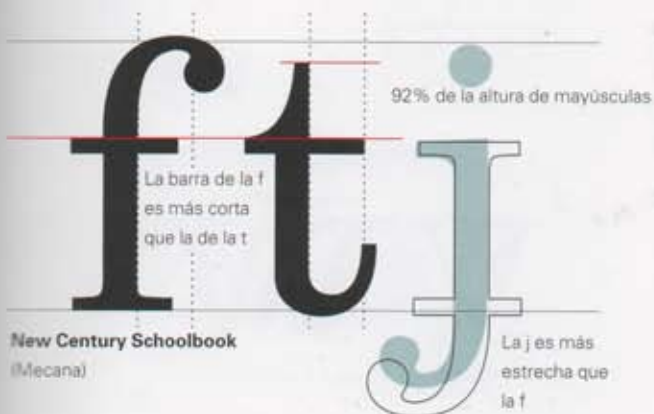 f t j
92% de la altura de mayúsculas
La barra de la f
es más corta
que la de la t
New Century Schoolbook
(Mecana)
La j es más
estrecha que
la f